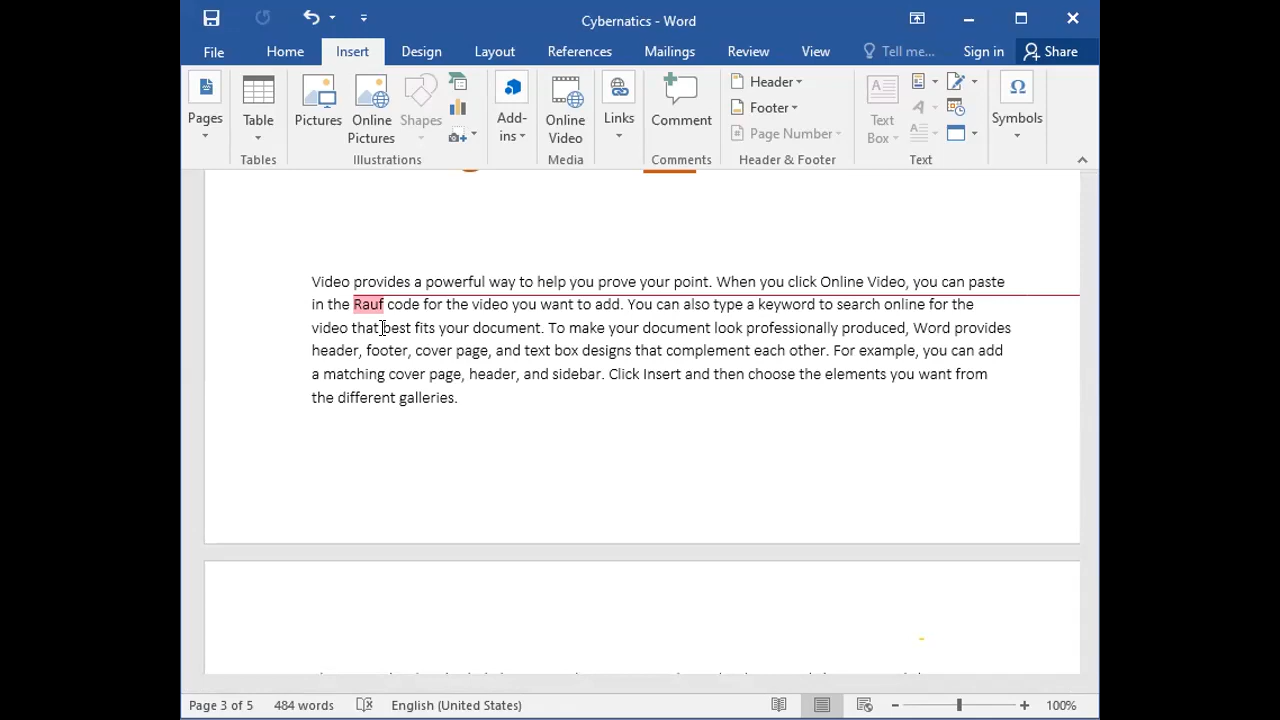 Cybernatics - Word
File Home Insert Design Layout References Mailings Review View Tell me... Sign in Share
Pages
Table
Tables
Pictures
Online Pictures
Shapes
Illustrations
Add-ins
Online Video
Media
Links
Comment
Comments
Header
Footer
Page Number
Header & Footer
Text Box
Text
Symbols
Video provides a powerful way to help you prove your point. When you click Online Video, you can paste
in the Rauf code for the video you want to add. You can also type a keyword to search online for the
video that best fits your document. To make your document look professionally produced, Word provides
header, footer, cover page, and text box designs that complement each other. For example, you can add
a matching cover page, header, and sidebar. Click Insert and then choose the elements you want from
the different galleries.
Page 3 of 5 484 words English (United States) 100%